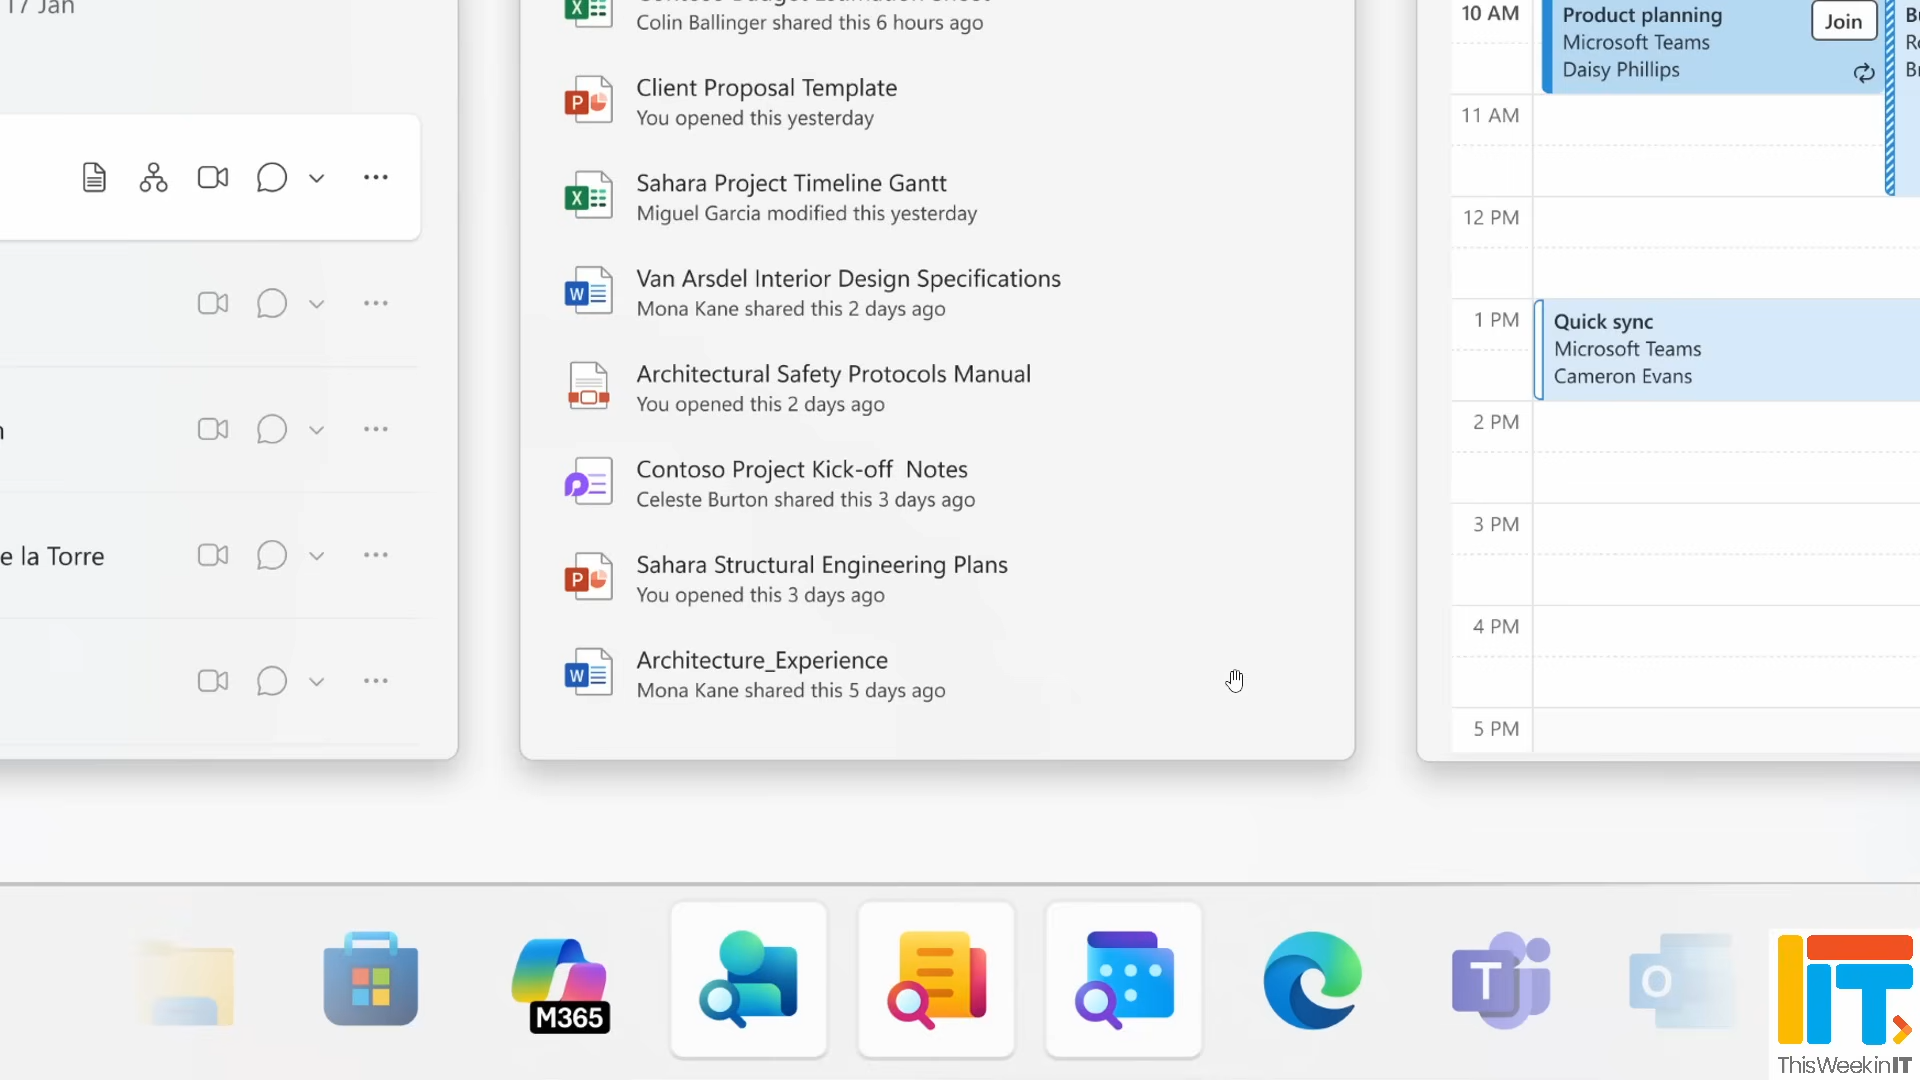 17 Jan
e la Torre
Colin Ballinger shared this 6 hours ago
Client Proposal Template
You opened this yesterday
Sahara Project Timeline Gantt
Miguel Garcia modified this yesterday
Van Arsdel Interior Design Specifications
Mona Kane shared this 2 days ago
Architectural Safety Protocols Manual
You opened this 2 days ago
Contoso Project Kick-off Notes
Celeste Burton shared this 3 days ago
Sahara Structural Engineering Plans
You opened this 3 days ago
Architecture_Experience
Mona Kane shared this 5 days ago
10 AM
Product planning
Join
Microsoft Teams
Daisy Phillips
11 AM
12 PM
1 PM
Quick sync
Microsoft Teams
Cameron Evans
2 PM
3 PM
4 PM
5 PM
M365
T
O
IT
ThisWeekinIT